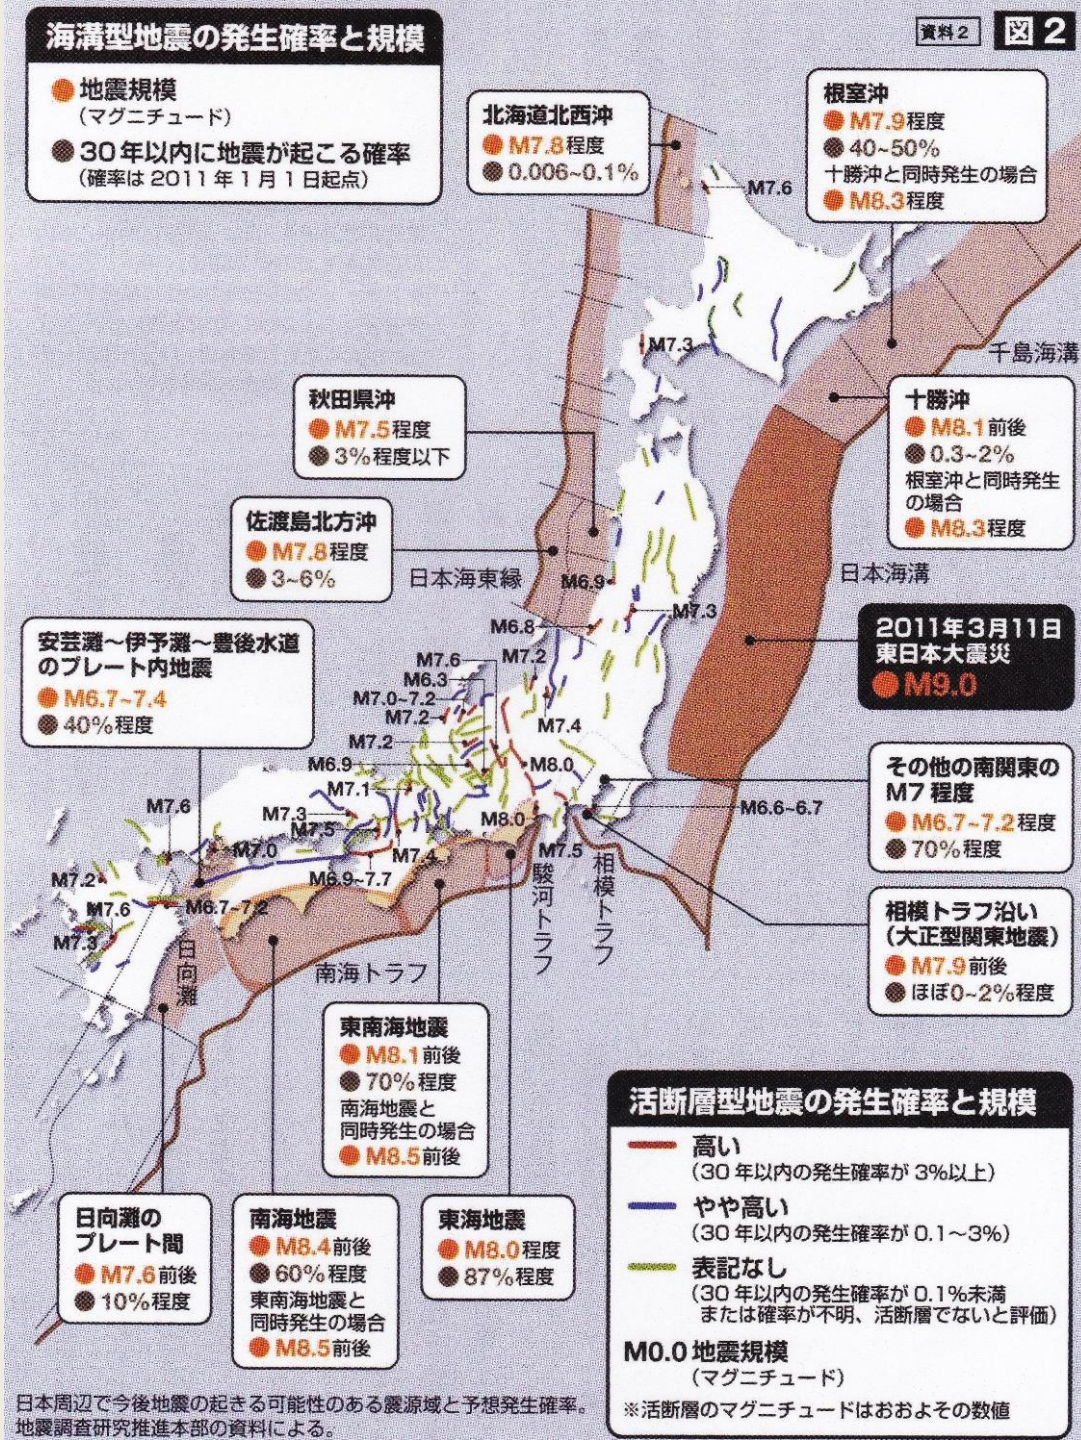 海溝型地震の発生確率と規模
地震規模
（マグニチュード）
30年以内に地震が起こる確率
（確率は2011年1月1日起点）
資料2
図2
北海道北西沖
M7.8程度
0.006~0.1%
根室沖
M7.9程度
40~50%
十勝沖と同時発生の場合
M8.3程度
M7.6
M7.3
千島海溝
秋田県沖
M7.5程度
3%程度以下
十勝沖
M8.1前後
0.3~2%
根室沖と同時発生
の場合
M8.3程度
佐渡島北方沖
M7.8程度
3~6%
日本海東縁
日本海溝
M6.9
M7.3
M6.8
2011年3月11日
東日本大震災
M9.0
安芸灘～伊予灘～豊後水道
のプレート内地震
M6.7~7.4
40%程度
M7.6
M7.2
M6.3
M7.0~7.2
M7.2
M7.4
M7.2
M6.9
M8.0
M7.1
その他の南関東の
M7程度
M6.7~7.2程度
70%程度
M7.6
M7.3
M7.5
M8.0
M6.6~6.7
M7.0
M7.4
M7.5
M6.9~7.7
M7.2
M7.6
M6.7~7.2
M7.3
日向灘
南海トラフ
駿河トラフ
相模トラフ
相模トラフ沿い
（大正型関東地震）
M7.9前後
ほぼ0~2%程度
東南海地震
M8.1前後
70%程度
南海地震と
同時発生の場合
M8.5前後
日向灘の
プレート間
M7.6前後
10%程度
南海地震
M8.4前後
60%程度
東南海地震と
同時発生の場合
M8.5前後
東海地震
M8.0程度
87%程度
活断層型地震の発生確率と規模
高い
（30年以内の発生確率が3%以上）
やや高い
（30年以内の発生確率が0.1～3%）
表記なし
（30年以内の発生確率が0.1%未満
または確率が不明、活断層でないと評価）
M0.0 地震規模
（マグニチュード）
※活断層のマグニチュードはおおよその数値
日本周辺で今後地震の起きる可能性のある震源域と予想発生確率。
地震調査研究推進本部の資料による。